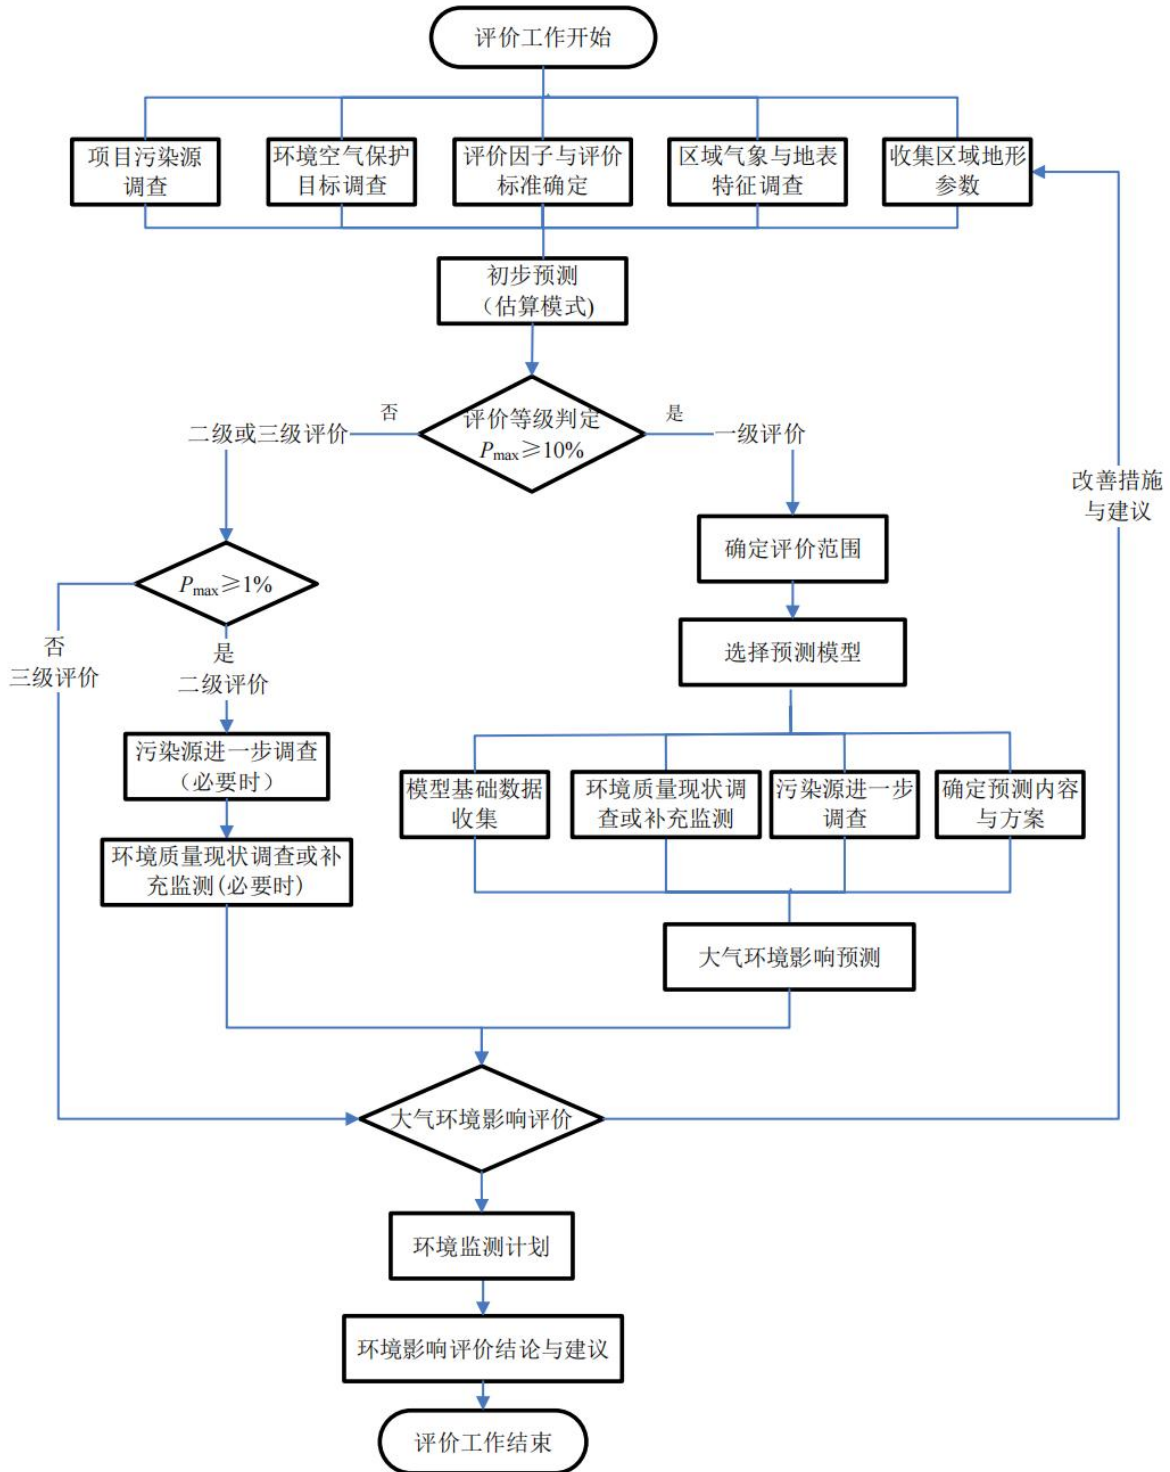 评价工作开始
项目污染源
调查
环境空气保护
目标调查
评价因子与评价
标准确定
区域气象与地表
特征调查
收集区域地形
参数
初步预测
（估算模式)
否
评价等级判定
是
二级或三级评价
Pmax≥10%
一级评价
改善措施
与建议
确定评价范围
Pmax≥1%
否
三级评价
是
二级评价
选择预测模型
污染源进一步调查
（必要时）
模型基础数据
收集
环境质量现状调
查或补充监测
污染源进一步
调查
确定预测内容
与方案
环境质量现状调查或补
充监测(必要时)
大气环境影响预测
大气环境影响评价
环境监测计划
环境影响评价结论与建议
评价工作结束